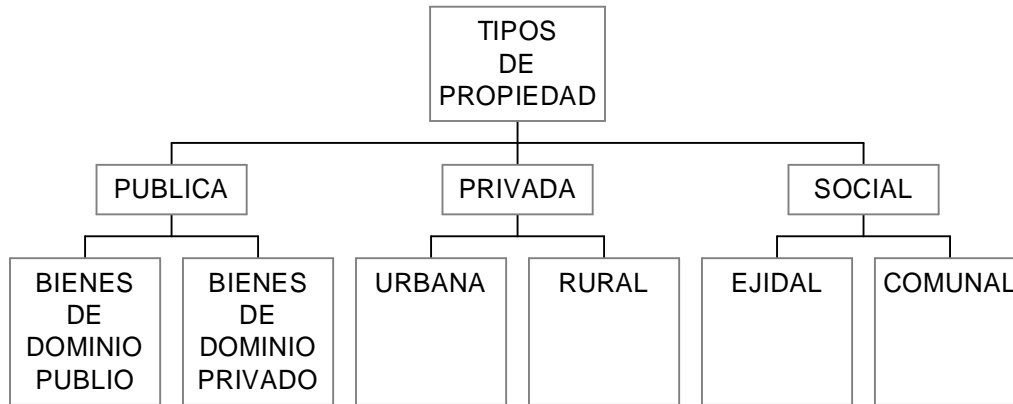 TIPOS
DE
PROPIEDAD
PUBLICA
PRIVADA
SOCIAL
BIENES
DE
DOMINIO
PUBLIO
BIENES
DE
DOMINIO
PRIVADO
URBANA
RURAL
EJIDAL
COMUNAL